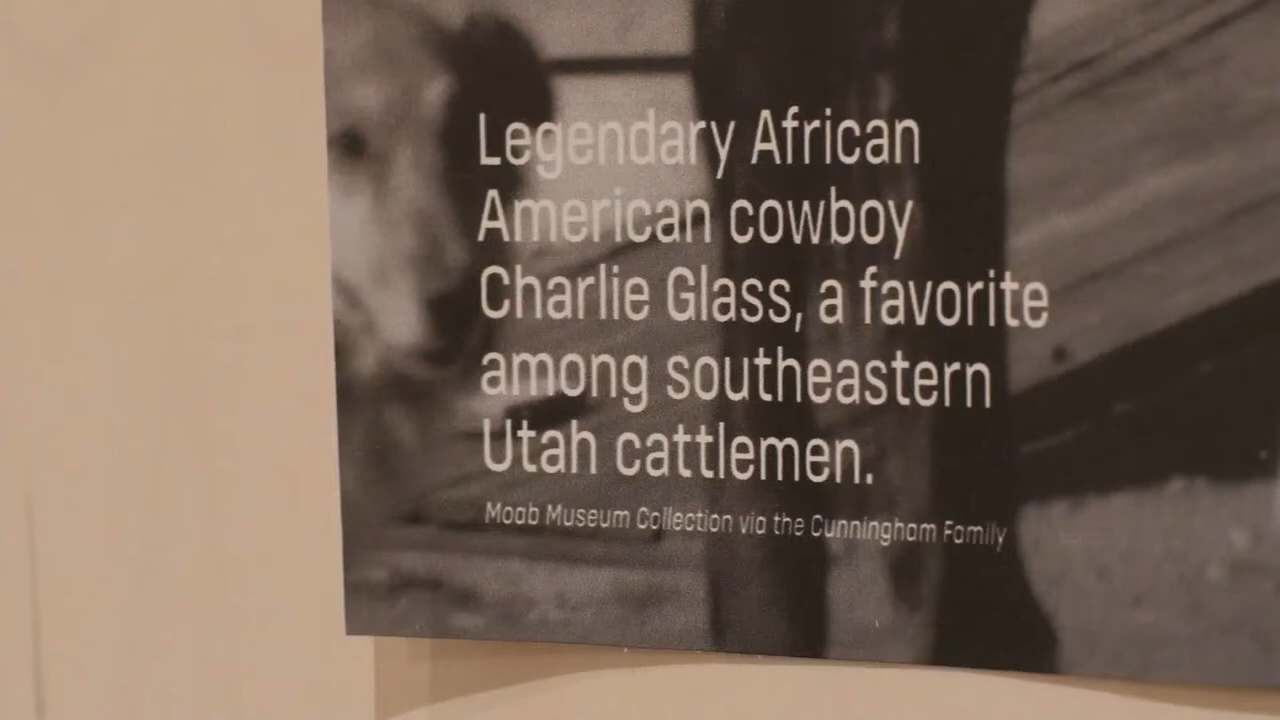 Legendary African
American cowboy
Charlie Glass, a favorite
among southeastern
Utah cattlemen.
Moab Museum Collection via the Cunningham Family